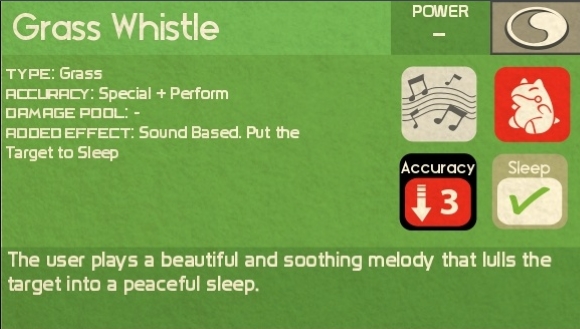 Grass Whistle
POWER
–
TYPE: Grass
ACCURACY: Special + Perform
DAMAGE POOL: -
ADDED EFFECT: Sound Based. Put the
Target to Sleep
Accuracy
3
Sleep
The user plays a beautiful and soothing melody that lulls the
target into a peaceful sleep.